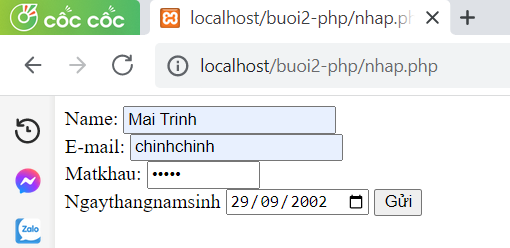 cốc cốc
localhost/buoi2-php/nhap.ph
localhost/buoi2-php/nhap.php
Name: Mai Trinh
E-mail: chinhchinh
Matkhau: •••••
Ngaythangnamsinh 29/09/2002 Gửi
Zalo